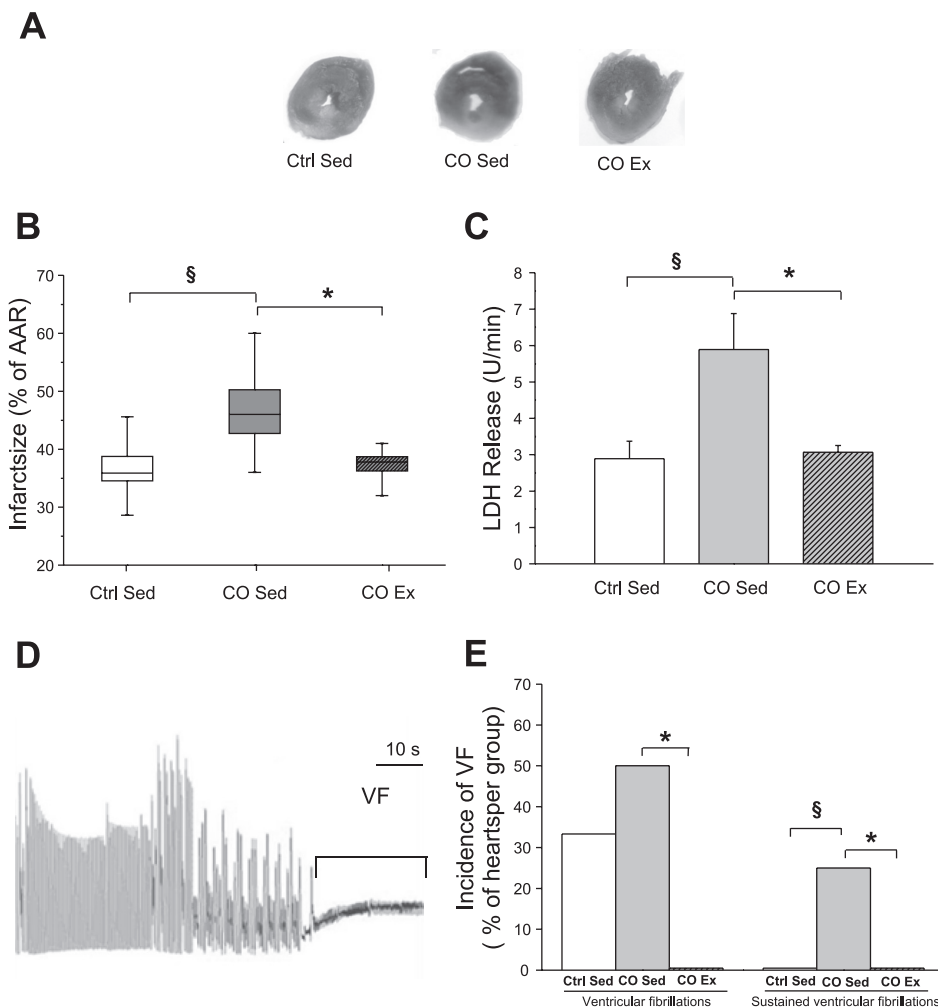 A
Ctrl Sed CO Sed CO Ex
B
Infarctsize (% of AAR)
70
60
50
40
30
20
§
*
Ctrl Sed CO Sed CO Ex
C
LDH Release (U/min)
8
7
6
5
4
3
2
1
0
§
*
Ctrl Sed CO Sed CO Ex
D
10 s
VF
E
Incidence of VF
( % of heartsper group)
70
60
50
40
30
20
10
0
*
§
*
Ctrl Sed CO Sed CO Ex Ctrl Sed CO Sed CO Ex
Ventricular fibrillations Sustained ventricular fibrillations